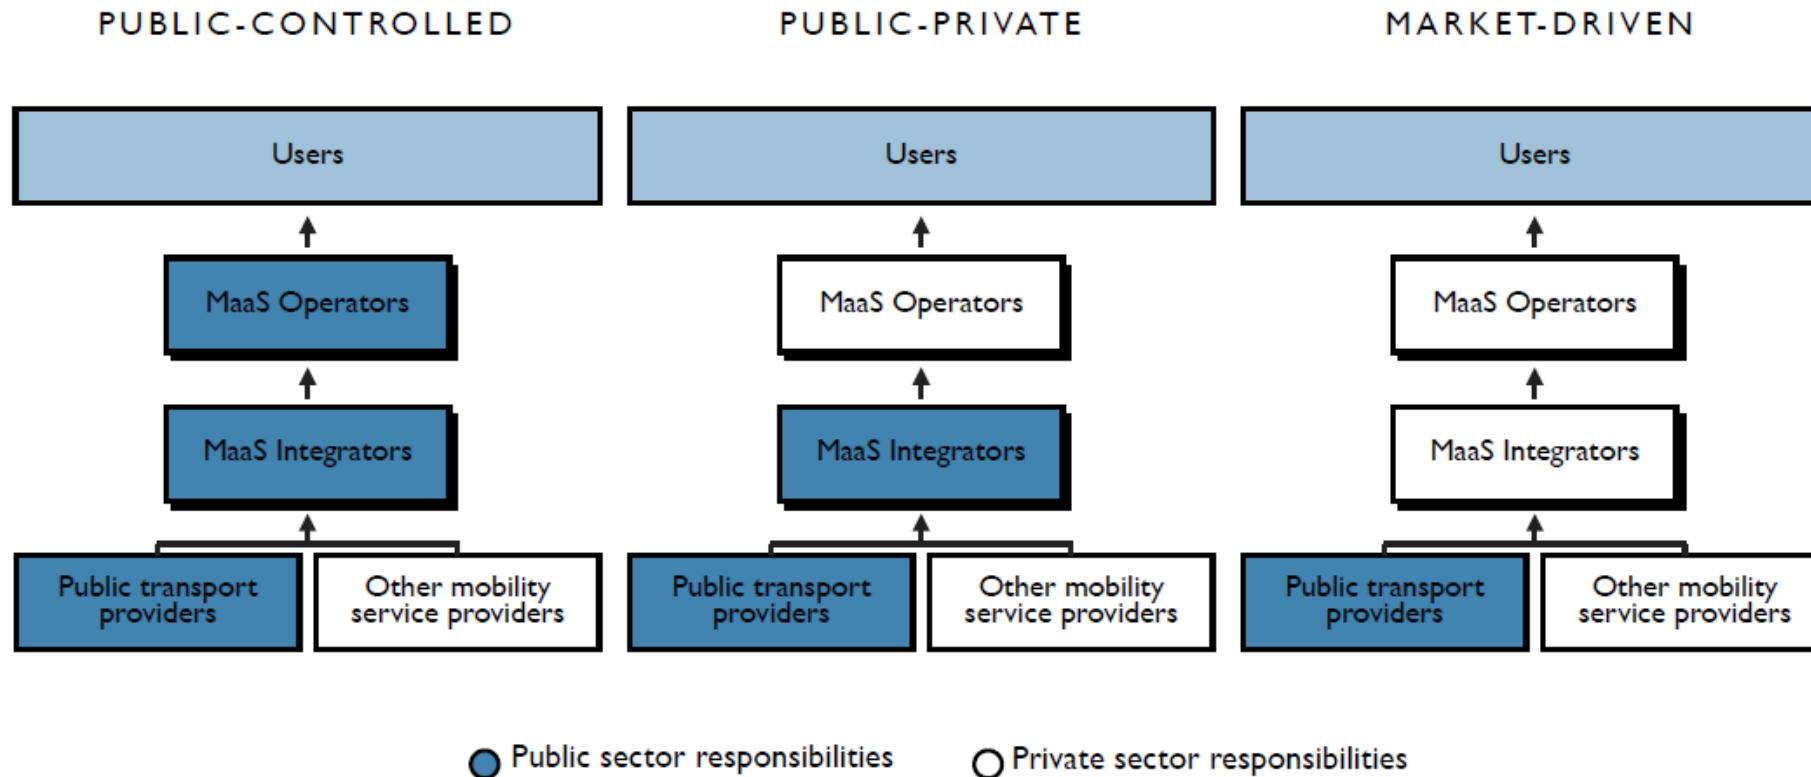 PUBLIC-CONTROLLED
PUBLIC-PRIVATE
MARKET-DRIVEN
Users
Users
Users
MaaS Operators
MaaS Operators
MaaS Operators
MaaS Integrators
MaaS Integrators
MaaS Integrators
Public transport
providers
Other mobility
service providers
Public transport
providers
Other mobility
service providers
Public transport
providers
Other mobility
service providers
Public sector responsibilities
Private sector responsibilities